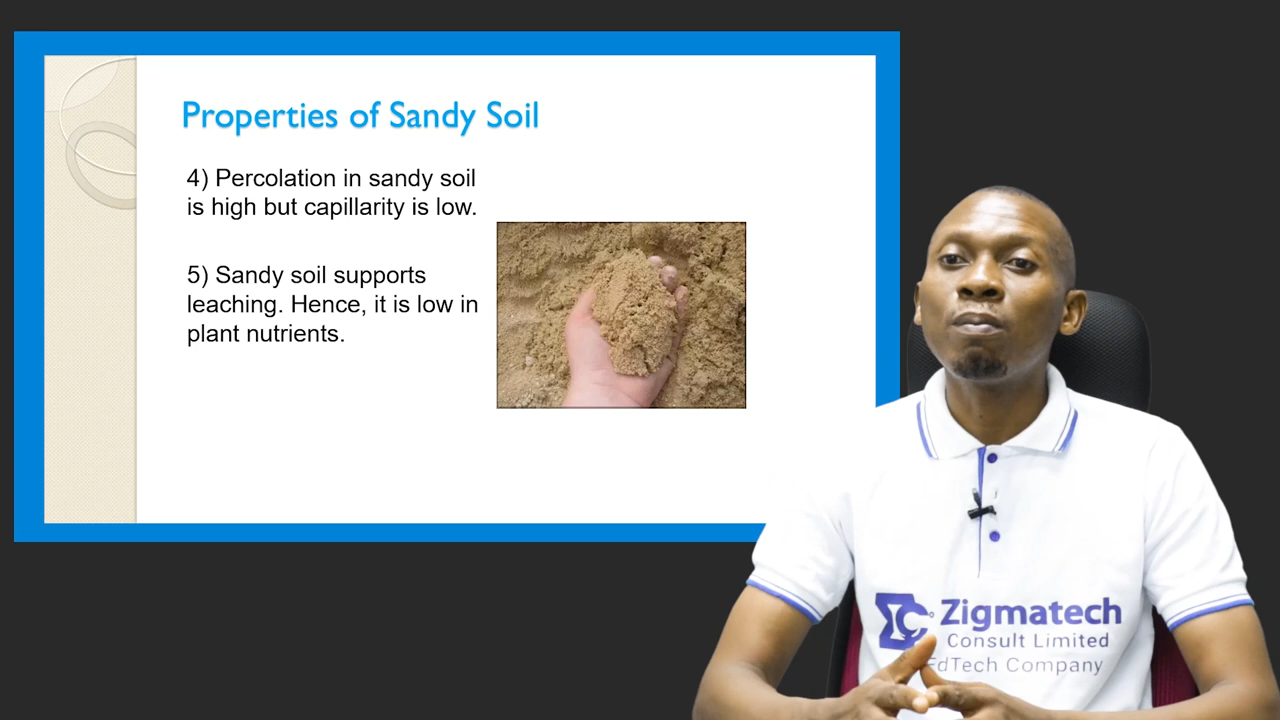 Properties of Sandy Soil
4) Percolation in sandy soil
is high but capillarity is low.
5) Sandy soil supports
leaching. Hence, it is low in
plant nutrients.
Zigmatech
Consult Limited
EdTech Company